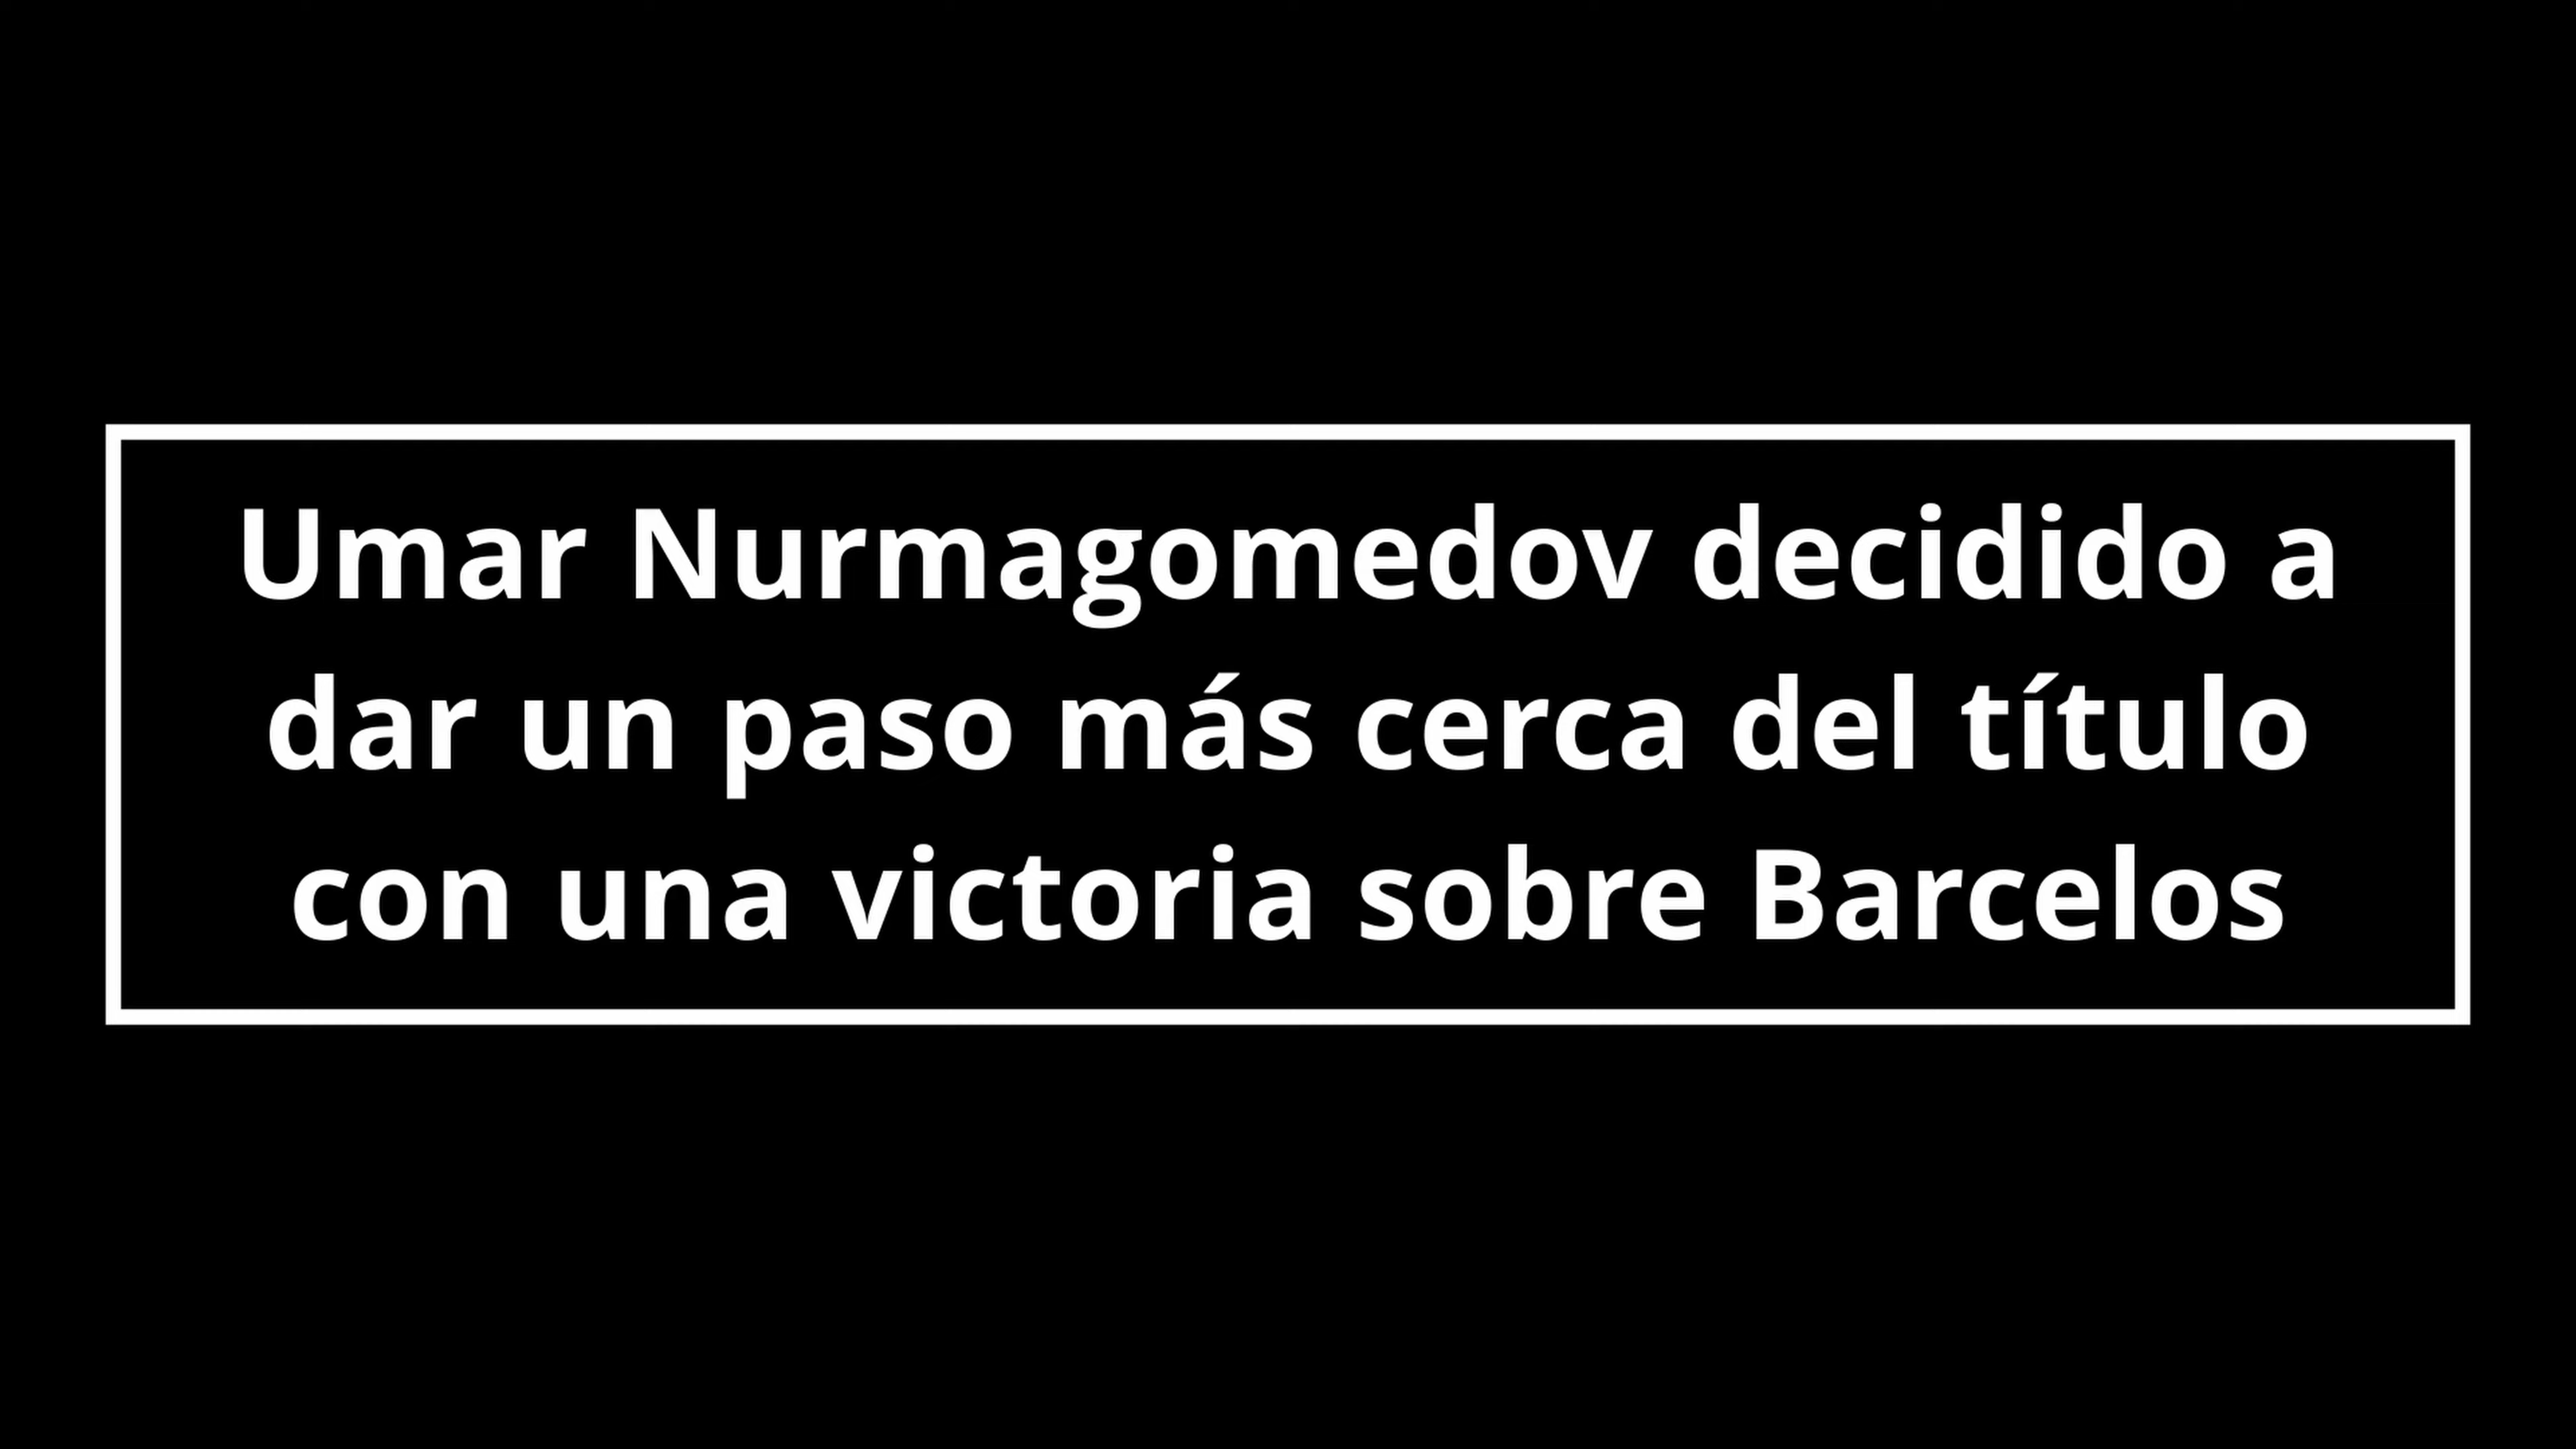 Umar Nurmagomedov decidido a
dar un paso más cerca del título
con una victoria sobre Barcelos